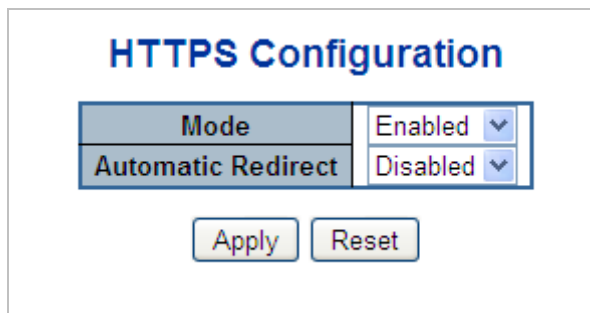 HTTPS Configuration
Mode Enabled
Automatic Redirect Disabled
Apply Reset